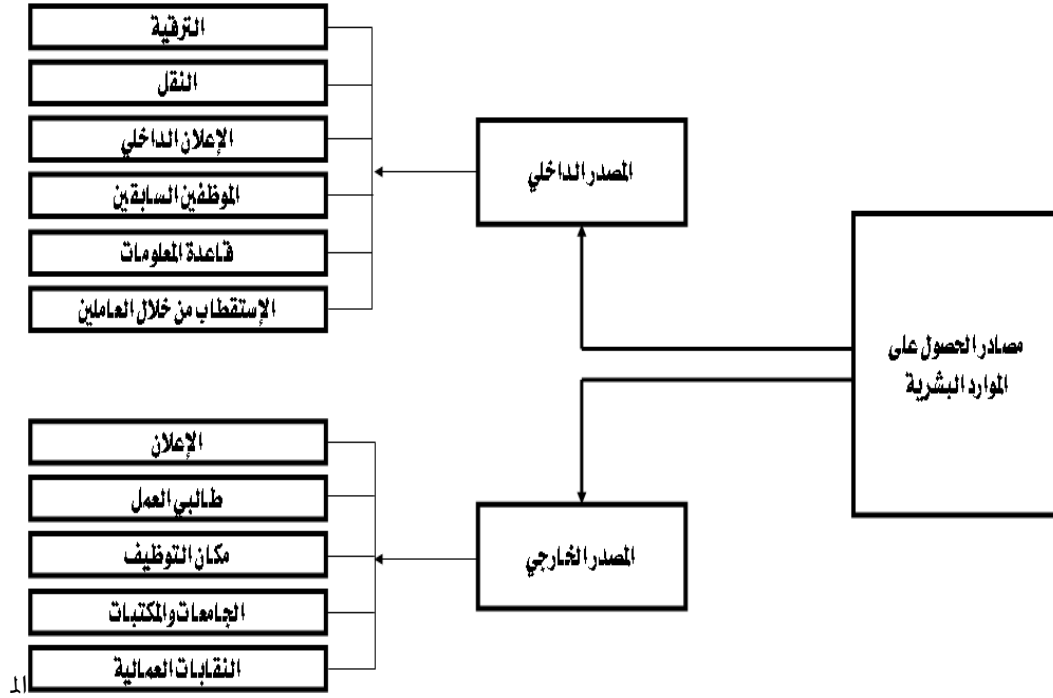 مصادر الحصول على
الموارد البشرية
المصدر الداخلي
الترقية
النقل
الإعلان الداخلي
الموظفين السابقين
قاعدة المعلومات
الإستقطاب من خلال العاملين
المصدر الخارجي
الإعلان
طالبي العمل
مكان التوظيف
الجامعات والمكتبات
النقابات العمالية
الم